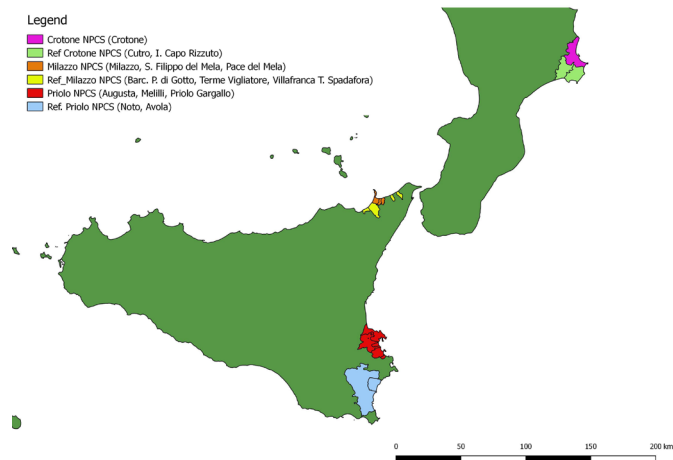 Legend
Crotone NPCS (Crotone)
Ref Crotone NPCS (Cutro, I. Capo Rizzuto)
Milazzo NPCS (Milazzo, S. Filippo del Mela, Pace del Mela)
Ref_Milazzo NPCS (Barc. P. di Gotto, Terme Vigliatore, Villafranca T. Spadafora)
Priolo NPCS (Augusta, Melilli, Priolo Gargallo)
Ref. Priolo NPCS (Noto, Avola)
0 50 100 150 200 km